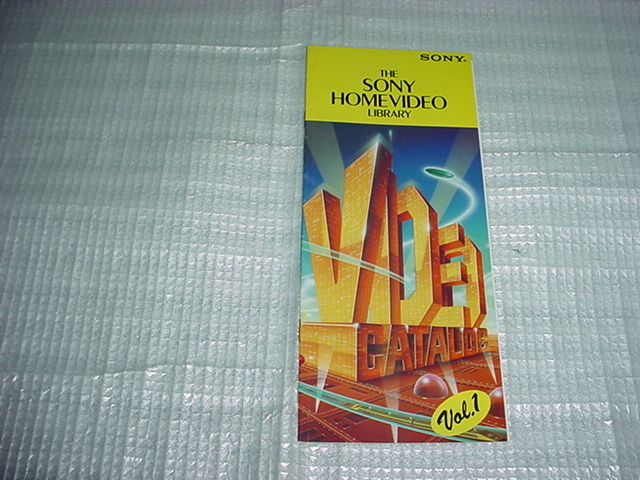 SONY.
THE
SONY
HOMEVIDEO
LIBRARY
VIDEO
CATALOG
Vol.1